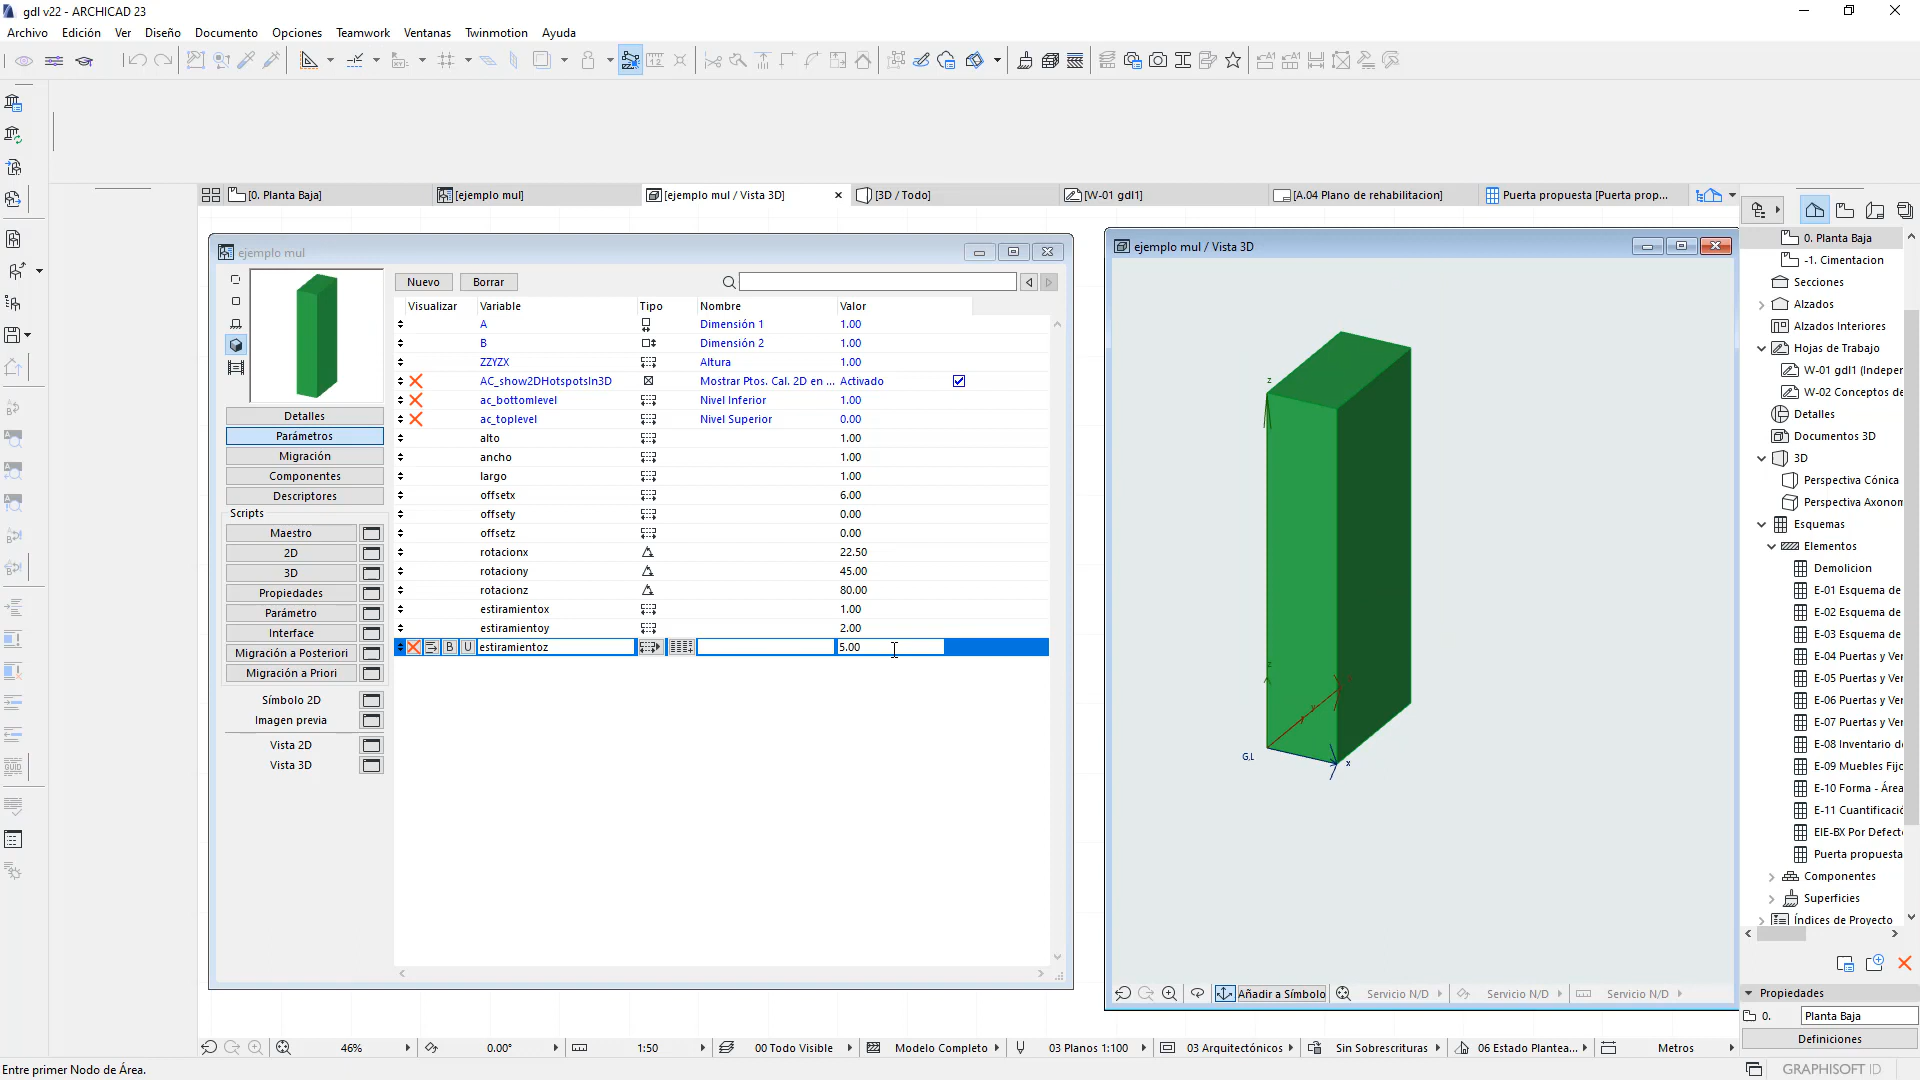 gdl v22 - ARCHICAD 23
Archivo Edición Ver Diseño Documento Opciones Teamwork Ventanas Twinmotion Ayuda
[0. Planta Baja] [ejemplo mul] [ejemplo mul / Vista 3D] [3D / Todo] [W-01 gdl1] [A.04 Plano de rehabilitacion] Puerta propuesta [Puerta prop...
ejemplo mul
Nuevo Borrar
Visualizar Variable Tipo Nombre Valor
A Dimensión 1 1.00
B Dimensión 2 1.00
ZZYZX Altura 1.00
AC_show2DHotspotsIn3D Mostrar Ptos. Cal. 2D en ... Activado
ac_bottomlevel Nivel Inferior 1.00
ac_toplevel Nivel Superior 0.00
alto 1.00
ancho 1.00
largo 1.00
offsetx 6.00
offsety 0.00
offsetz 0.00
rotacionx 22.50
rotaciony 45.00
rotacionz 80.00
estiramientox 1.00
estiramientoy 2.00
B U estiramientoz 5.00
Detalles
Parámetros
Migración
Componentes
Descriptores
Scripts
Maestro
2D
3D
Propiedades
Parámetro
Interface
Migración a Posteriori
Migración a Priori
Símbolo 2D
Imagen previa
Vista 2D
Vista 3D
ejemplo mul / Vista 3D
z
z
y
G,L
x
Añadir a Símbolo Servicio N/D Servicio N/D Servicio N/D
0. Planta Baja
-1. Cimentacion
Secciones
Alzados
Alzados Interiores
Hojas de Trabajo
W-01 gdl1 (Indeper
W-02 Conceptos de
Detalles
Documentos 3D
3D
Perspectiva Cónica
Perspectiva Axonom
Esquemas
Elementos
Demolicion
E-01 Esquema de
E-02 Esquema de
E-03 Esquema de
E-04 Puertas y Ver
E-05 Puertas y Ver
E-06 Puertas y Ver
E-07 Puertas y Ver
E-08 Inventario de
E-09 Muebles Fijo
E-10 Forma - Área
E-11 Cuantificació
EIE-BX Por Defecto
Puerta propuesta
Componentes
Superficies
Índices de Proyecto
Propiedades
0. Planta Baja
Definiciones
46% 0.00° 1:50 00 Todo Visible Modelo Completo 03 Planos 1:100 03 Arquitectónicos Sin Sobrescrituras 06 Estado Plantea... Metros
Entre primer Nodo de Área.
GRAPHISOFT ID